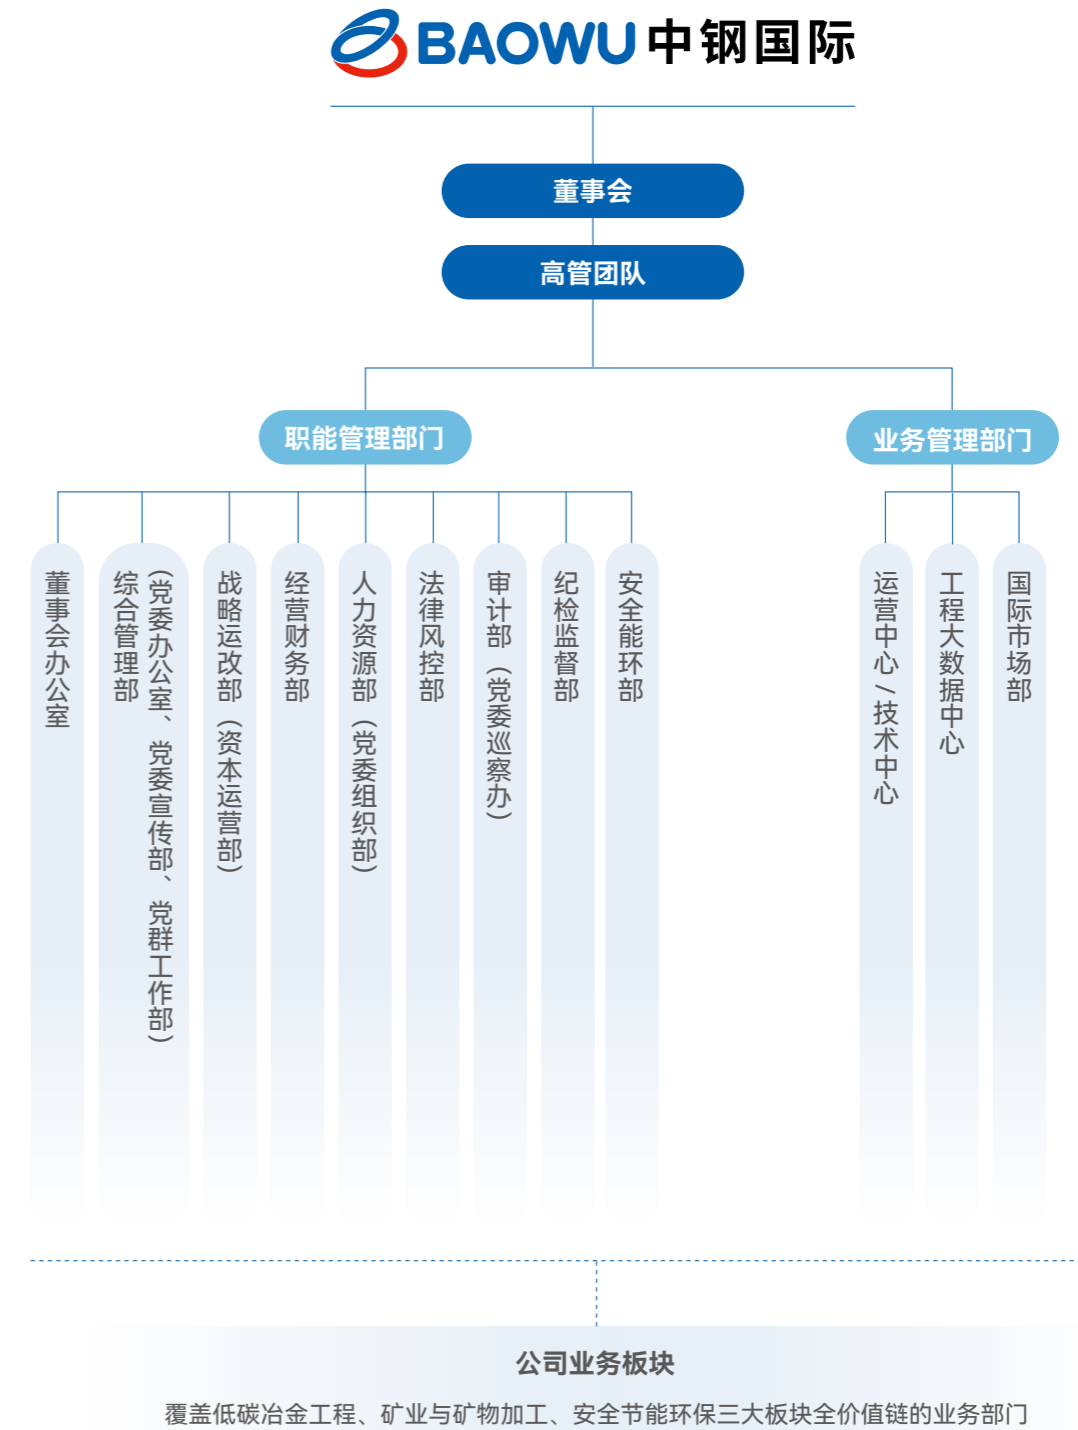 BAOWU 中钢国际
董事会
高管团队
职能管理部门
业务管理部门
董事会办公室
综合管理部
(党委办公室、党委宣传部、党群工作部)
战略运改部（资本运营部）
经营财务部
人力资源部（党委组织部）
法律风控部
审计部（党委巡察办）
纪检监督部
安全能环部
运营中心/技术中心
工程大数据中心
国际市场部
公司业务板块
覆盖低碳冶金工程、矿业与矿物加工、安全节能环保三大板块全价值链的业务部门